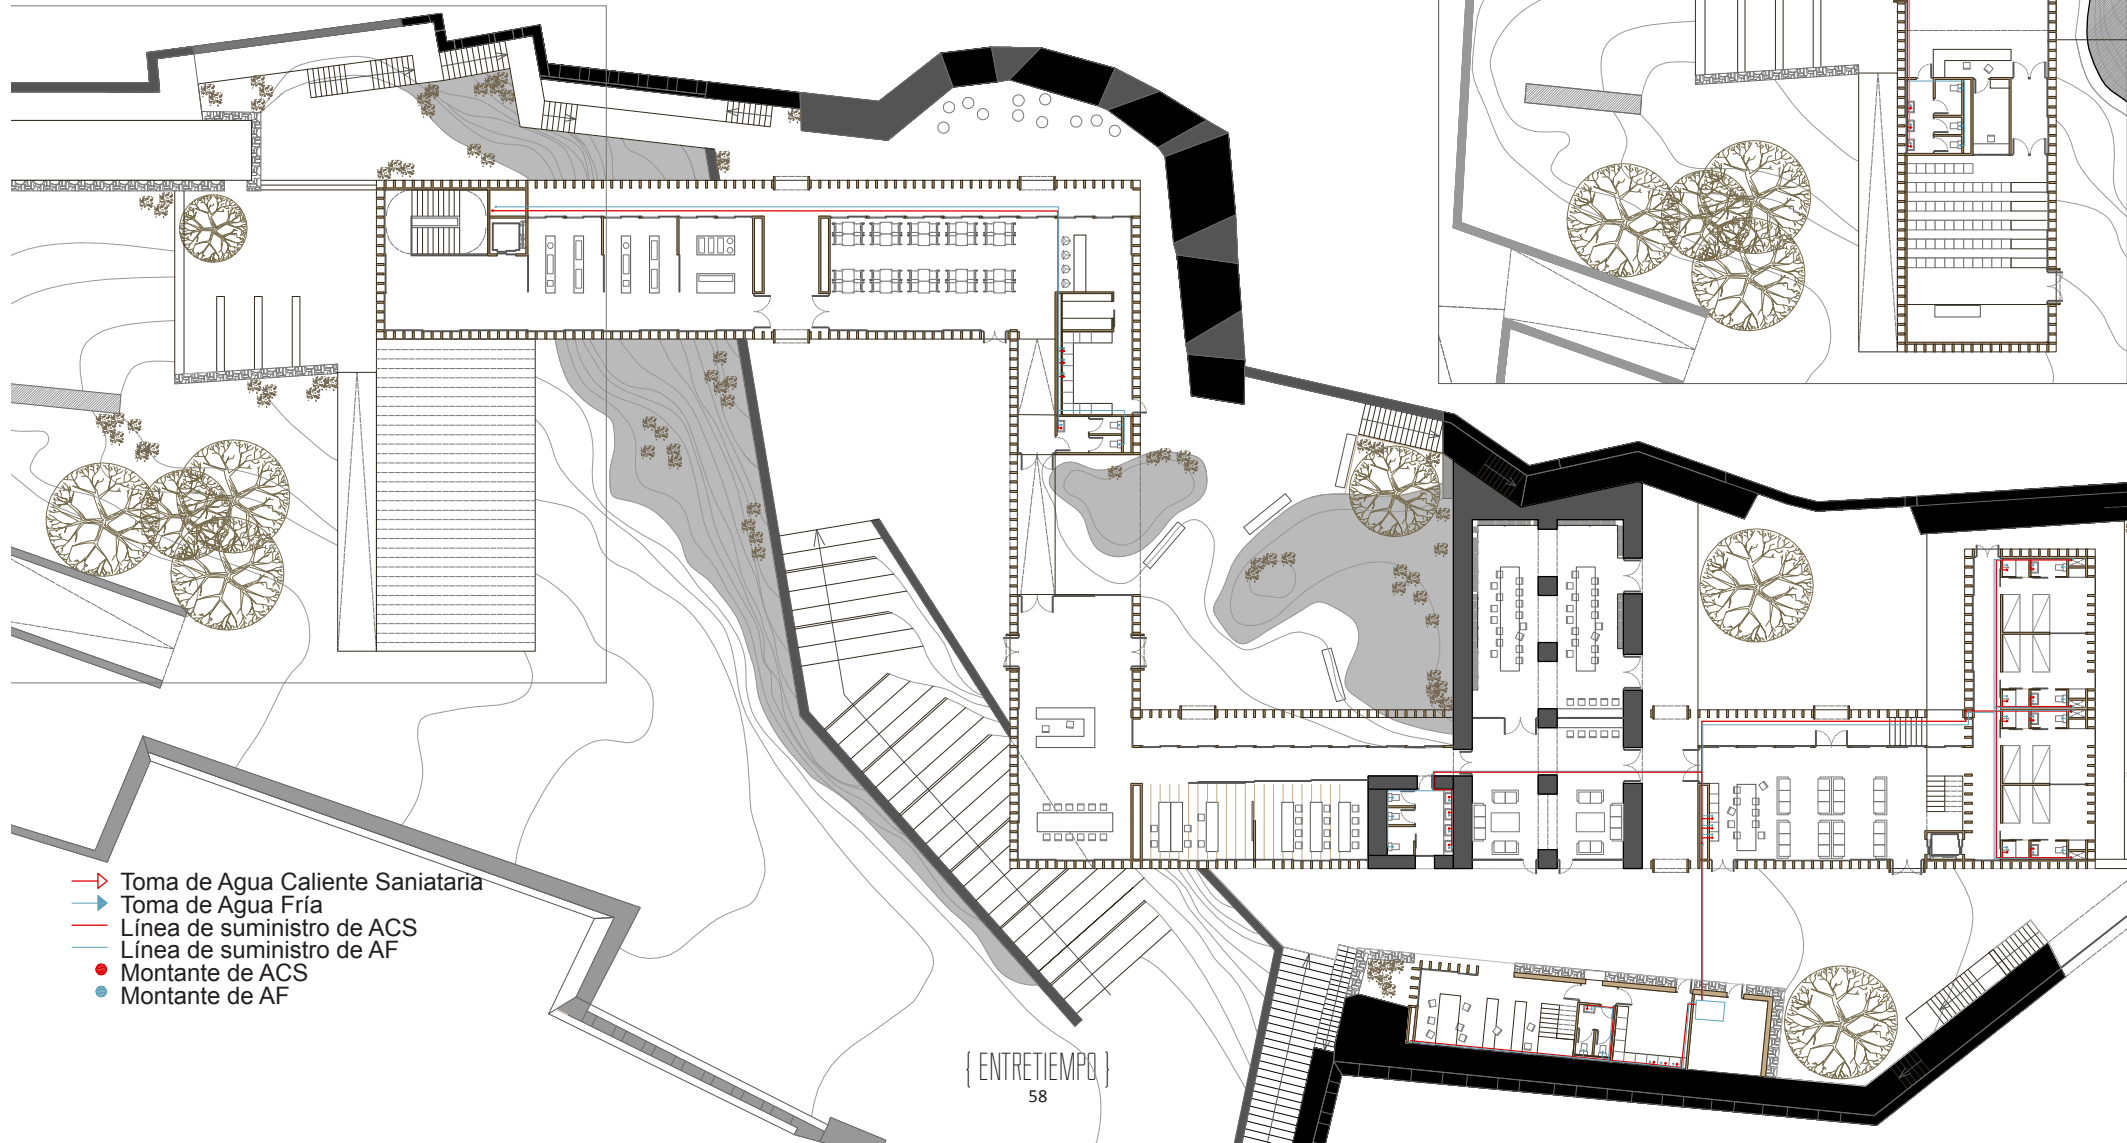 Toma de Agua Caliente Saniataria
Toma de Agua Fría
Línea de suministro de ACS
Línea de suministro de AF
Montante de ACS
Montante de AF
{ ENTRETIEMPO }
58